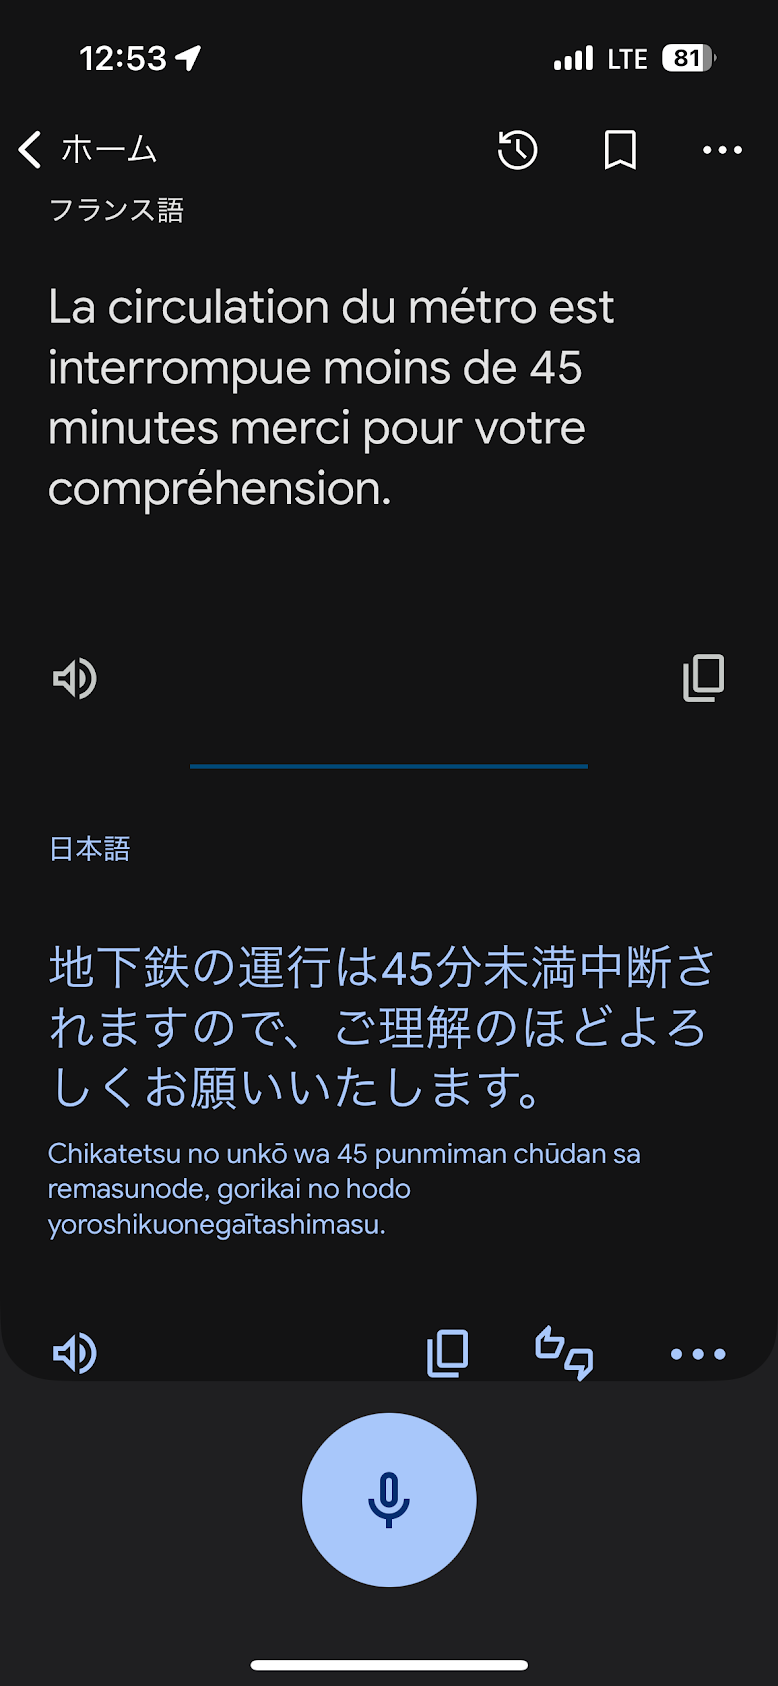 12:53
LTE 81
ホーム
フランス語
La circulation du métro est
interrompue moins de 45
minutes merci pour votre
compréhension.
日本語
地下鉄の運行は45分未満中断さ
れますので、ご理解のほどよろ
しくお願いいたします。
Chikatetsu no unkō wa 45 punmiman chūdan sa
remasunode, gorikai no hodo
yoroshikuonegaītashimasu.